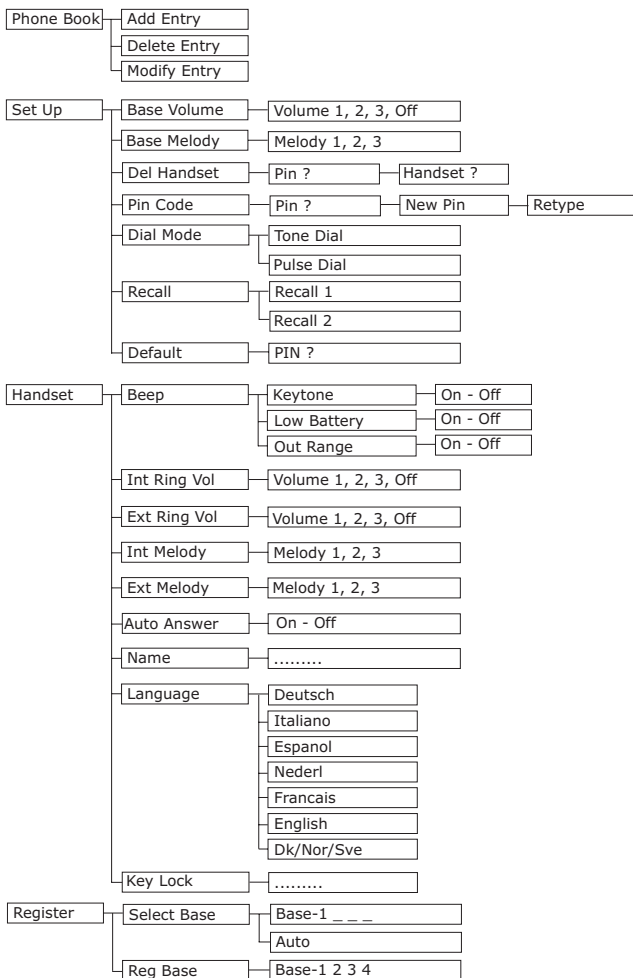 Phone Book Add Entry
Delete Entry
Modify Entry
Set Up Base Volume Volume 1, 2, 3, Off
Base Melody Melody 1, 2, 3
Del Handset Pin ? Handset ?
Pin Code Pin ? New Pin Retype
Dial Mode Tone Dial
Pulse Dial
Recall Recall 1
Recall 2
Default PIN ?
Handset Beep Keytone On - Off
Low Battery On - Off
Out Range On - Off
Int Ring Vol Volume 1, 2, 3, Off
Ext Ring Vol Volume 1, 2, 3, Off
Int Melody Melody 1, 2, 3
Ext Melody Melody 1, 2, 3
Auto Answer On - Off
Name .........
Language Deutsch
Italiano
Espanol
Nederl
Francais
English
Dk/Nor/Sve
Key Lock .........
Register Select Base Base-1 _ _ _
Auto
Reg Base Base-1 2 3 4